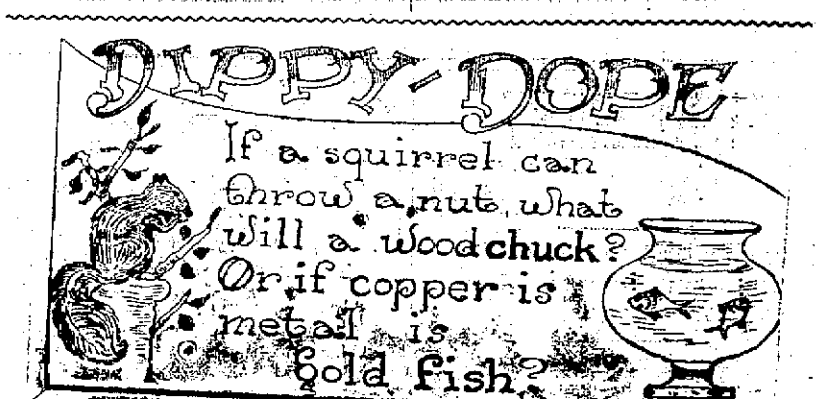 DIPPY-DOPE
If a squirrel can
throw a nut, what
will a woodchuck?
Or if copper is
metal is
gold fish?